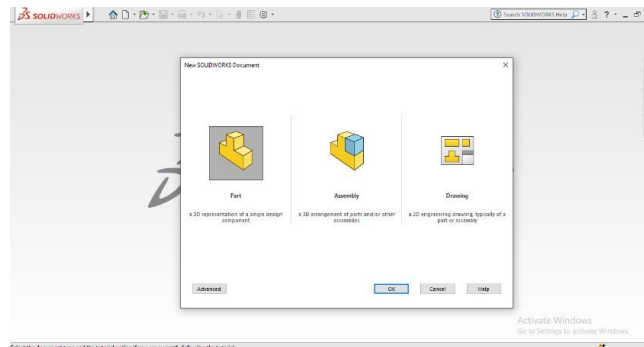 SOLIDWORKS
Search SOLIDWORKS Help
New SOLIDWORKS Document
Part
Assembly
Drawing
a 3D representation of a single design
component
a 3D arrangement of parts and/or other
assemblies
a 2D engineering drawing, typically of a
part or assembly
Advanced
OK
Cancel
Help
Activate Windows
Go to Settings to activate Windows.